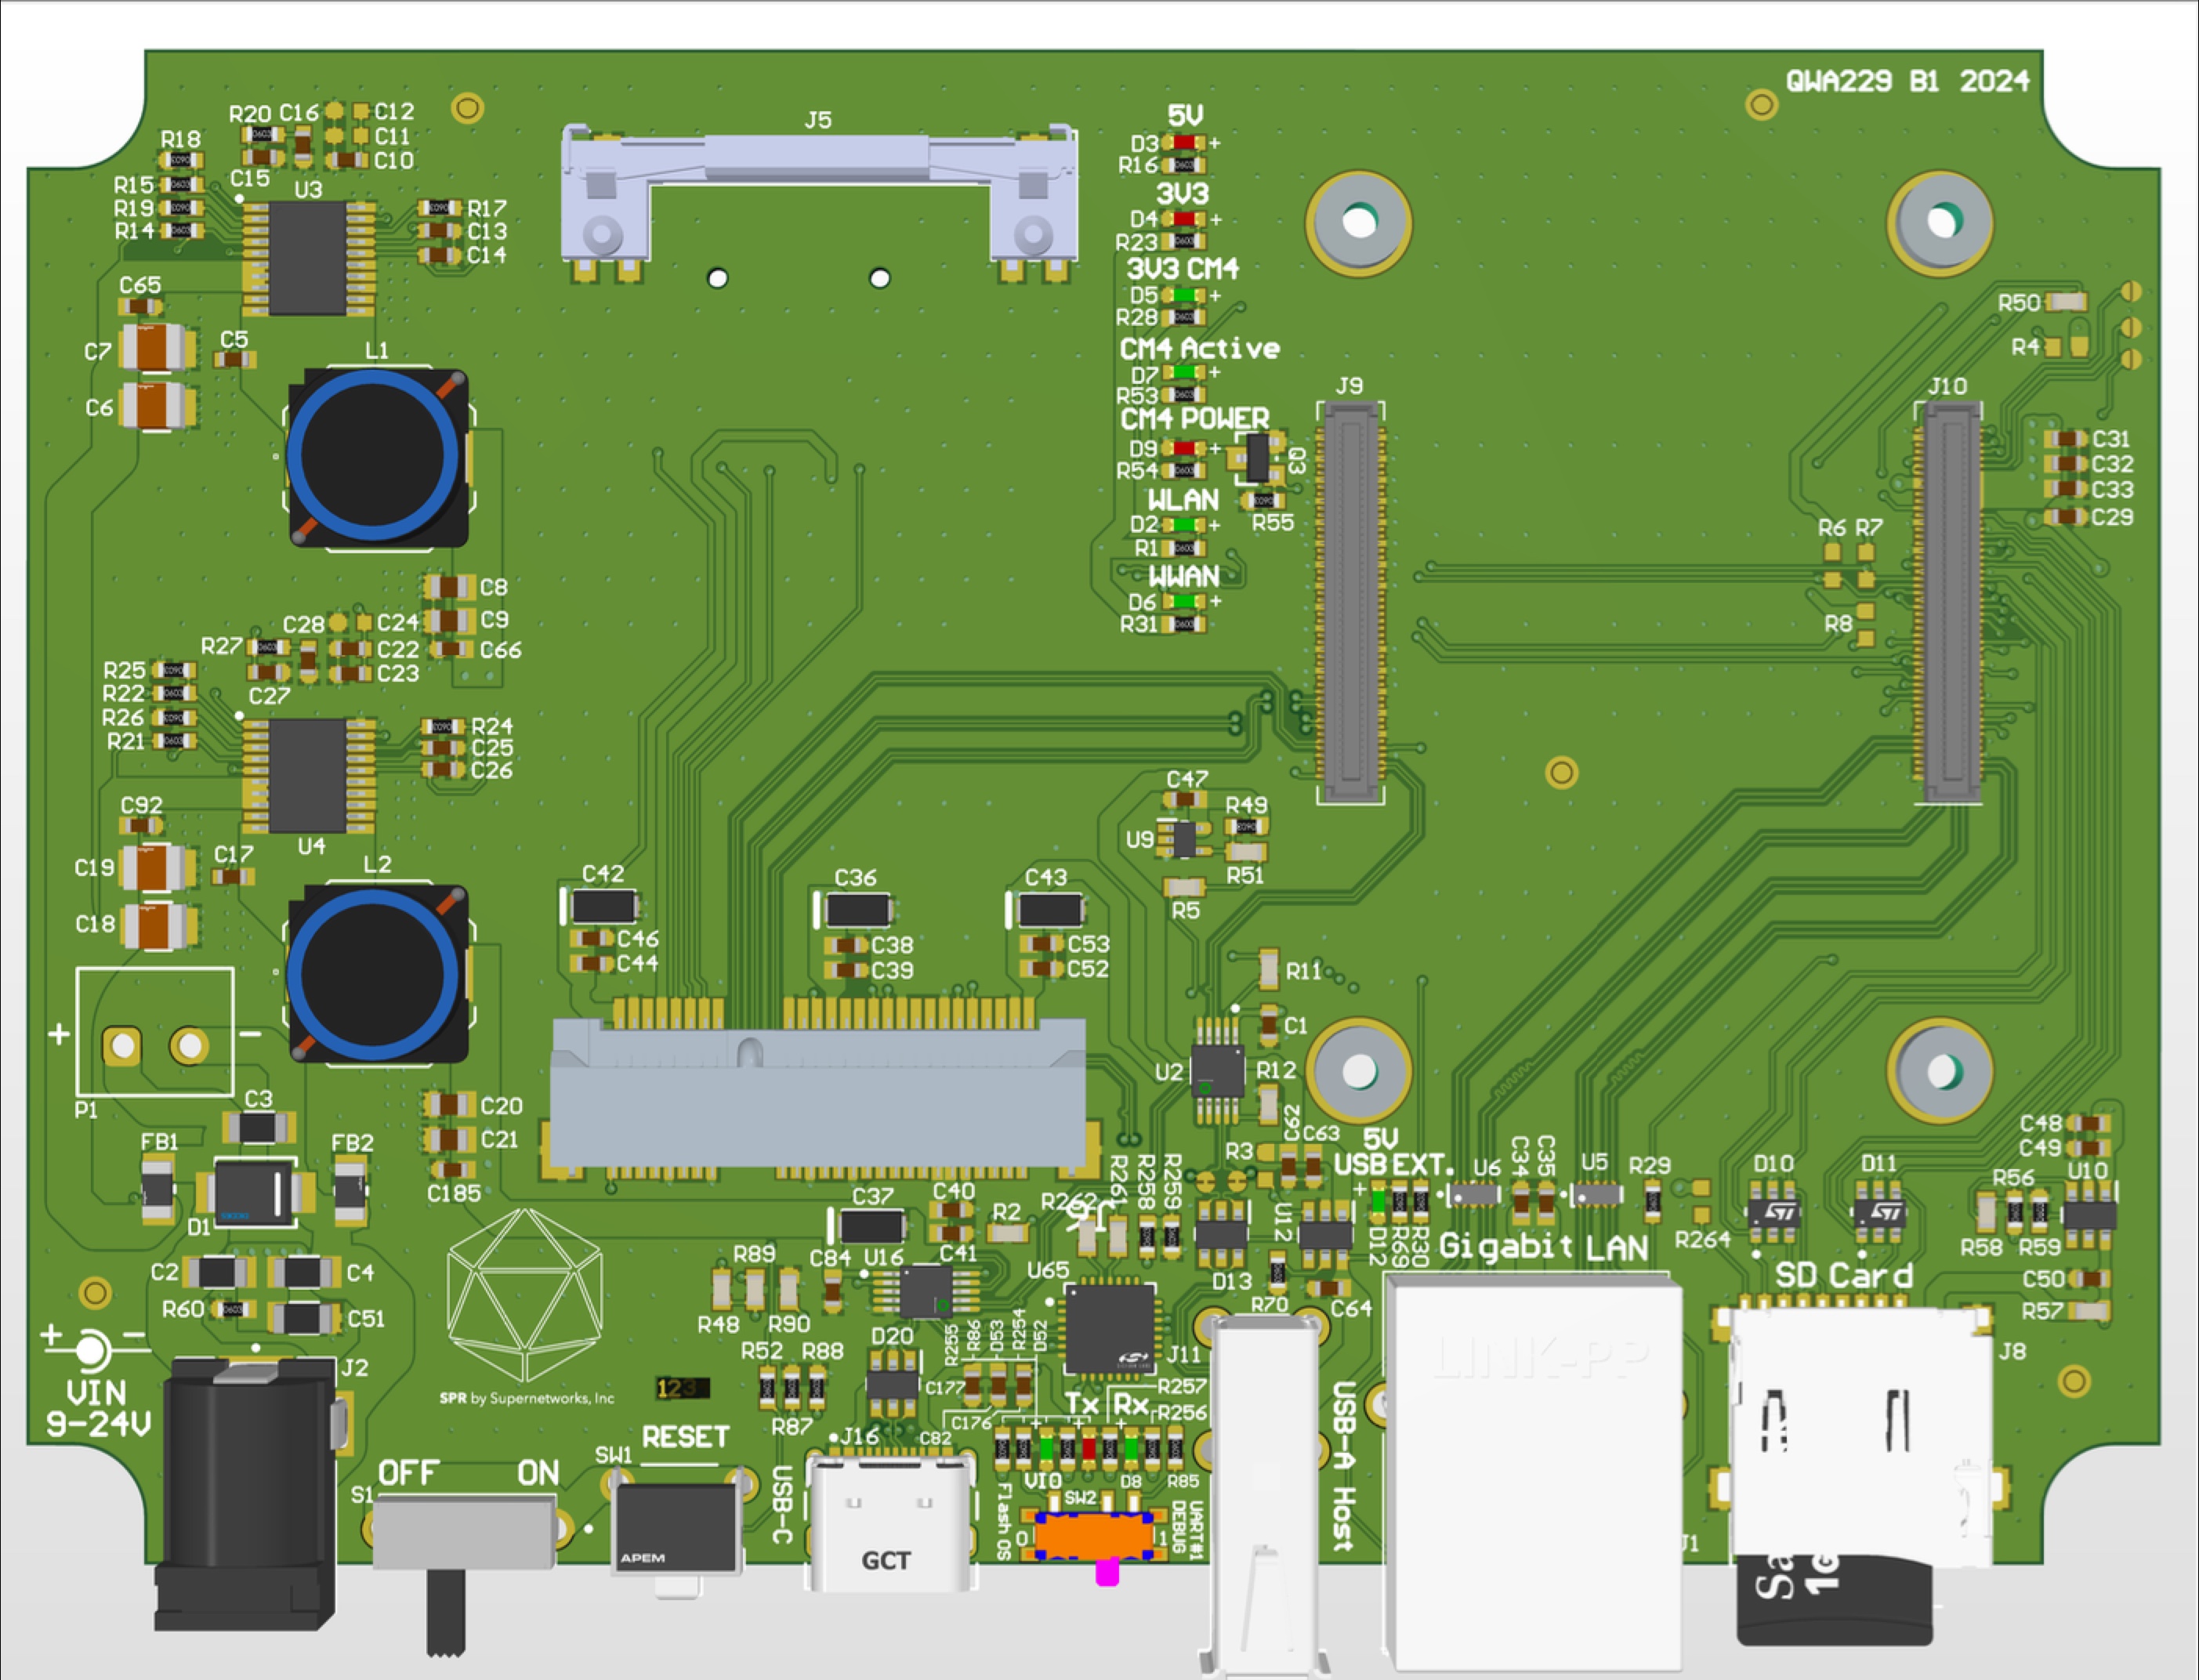 QWA229 B1 2024
R20 C16 C12
C11
C10
R18
C15
R15
U3
R19
R14
R17
C13
C14
C65
C7
C5
C6
L1
J5
5V
D3 +
R16
3V3
D4 +
R23
3V3 CM4
D5 +
R28
CM4 Active
D7 +
R53
CM4 POWER
D9 +
R54
Q3
R55
WLAN
D2 +
R1
WWAN
D6 +
R31
J9
J10
R50
R4
C31
C32
C33
C29
R6 R7
R8
C8
C9
C66
C28 C24
R27 C22
C23
C27
R25
R22
R26
R21
R24
C25
C26
U4
C92
C19
C17
C18
L2
C42
C46
C44
C36
C38
C39
C43
C53
C52
C47
R49
U9
R51
R5
R11
C1
U2
R12
+ -
P1
C3
FB1
FB2
D1
C20
C21
C185
C2
C4
R60
C51
+ -
VIN
9-24V
J2
SPR by Supernetworks, Inc
C37
C40
R2
C41
C84
U16
R89
R48
R90
R52
R88
R87
D20
123
RESET
SW1
APEM
OFF ON
S1
USB-C
J16
GCT
C82
C177
C176
R255
R86
D53
R254
D52
U65
R262
R261
R258
R259
J6
R3
C62
C63
D13
U12
R70
C64
5V
USB EXT.
+
D12
R69
R30
U6
C34
C35
U5
R29
R264
Gigabit LAN
LINK-PP
J1
J11
R257
Tx Rx
R256
VIO
D8
R85
SW2
Flash OS
0 1
UART#1
DEBUG
USB-A Host
D10
D11
ST
ST
SD Card
J8
C48
C49
U10
R56
R58 R59
C50
R57
Sa